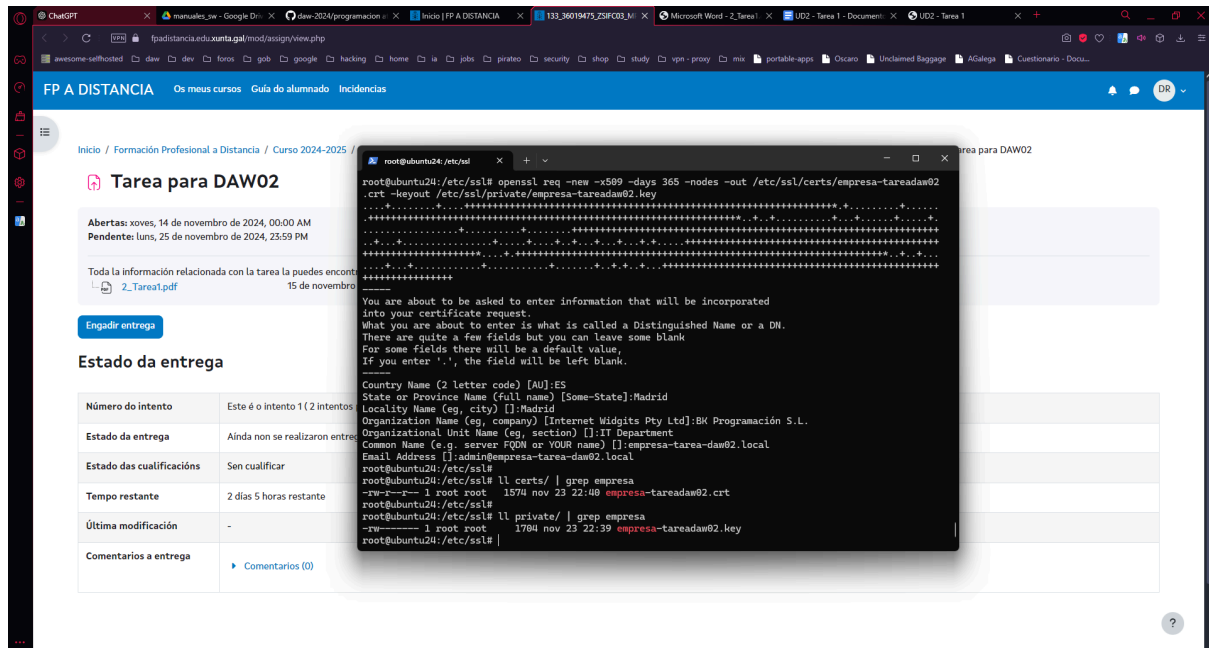 ChatGPT
manuales_sw - Google Driv
daw-2024/programacion a
Inicio | FP A DISTANCIA
133_36019475_ZSIFC03_M
Microsoft Word - 2_Tarea1.
UD2 - Tarea 1 - Document
UD2 - Tarea 1
VPN
fpadistancia.edu.xunta.gal/mod/assign/view.php
awesome-selfhosted daw dev foros gob google hacking home ia jobs pirateo security shop study vpn - proxy mix portable-apps Oscaro Unclaimed Baggage AGalega Cuestionario - Docu...
FP A DISTANCIA Os meus cursos Guía do alumnado Incidencias
DR
Inicio / Formación Profesional a Distancia / Curso 2024-2025 /
area para DAW02
Tarea para DAW02
Abertas: xoves, 14 de novembro de 2024, 00:00 AM
Pendente: luns, 25 de novembro de 2024, 23:59 PM
Toda la información relacionada con la tarea la puedes encont
2_Tarea1.pdf 15 de novembro
Engadir entrega
Estado da entrega
Número do intento Este é o intento 1 ( 2 intentos
Estado da entrega Aínda non se realizaron entreg
Estado das cualificacións Sen cualificar
Tempo restante 2 días 5 horas restante
Última modificación -
Comentarios a entrega Comentarios (0)
root@ubuntu24: /etc/ssl
root@ubuntu24:/etc/ssl# openssl req -new -x509 -days 365 -nodes -out /etc/ssl/certs/empresa-tareadaw02
.crt -keyout /etc/ssl/private/empresa-tareadaw02.key
-----
You are about to be asked to enter information that will be incorporated
into your certificate request.
What you are about to enter is what is called a Distinguished Name or a DN.
There are quite a few fields but you can leave some blank
For some fields there will be a default value,
If you enter '.', the field will be left blank.
-----
Country Name (2 letter code) [AU]:ES
State or Province Name (full name) [Some-State]:Madrid
Locality Name (eg, city) []:Madrid
Organization Name (eg, company) [Internet Widgits Pty Ltd]:BK Programación S.L.
Organizational Unit Name (eg, section) []:IT Department
Common Name (e.g. server FQDN or YOUR name) []:empresa-tarea-daw02.local
Email Address []:admin@empresa-tarea-daw02.local
root@ubuntu24:/etc/ssl#
root@ubuntu24:/etc/ssl# ll certs/ | grep empresa
-rw-r--r-- 1 root root 1574 nov 23 22:40 empresa-tareadaw02.crt
root@ubuntu24:/etc/ssl#
root@ubuntu24:/etc/ssl# ll private/ | grep empresa
-rw------- 1 root root 1704 nov 23 22:39 empresa-tareadaw02.key
root@ubuntu24:/etc/ssl#
?